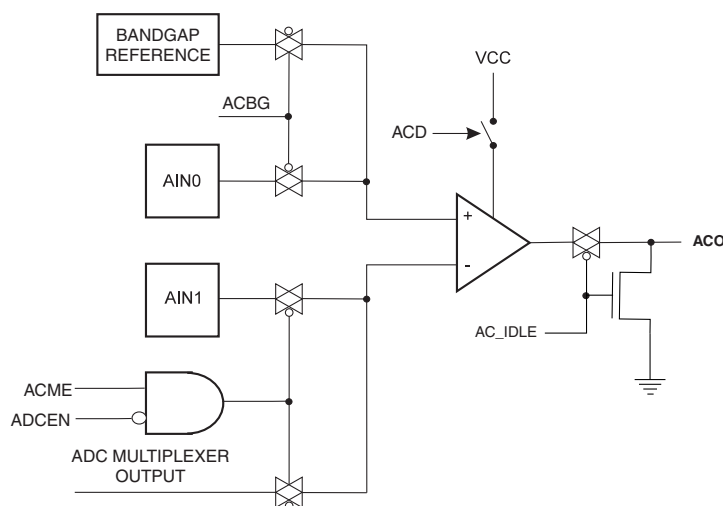 BANDGAP
REFERENCE
VCC
ACBG
ACD
AIN0
+
-
ACO
AIN1
AC_IDLE
ACME
ADCEN
ADC MULTIPLEXER
OUTPUT